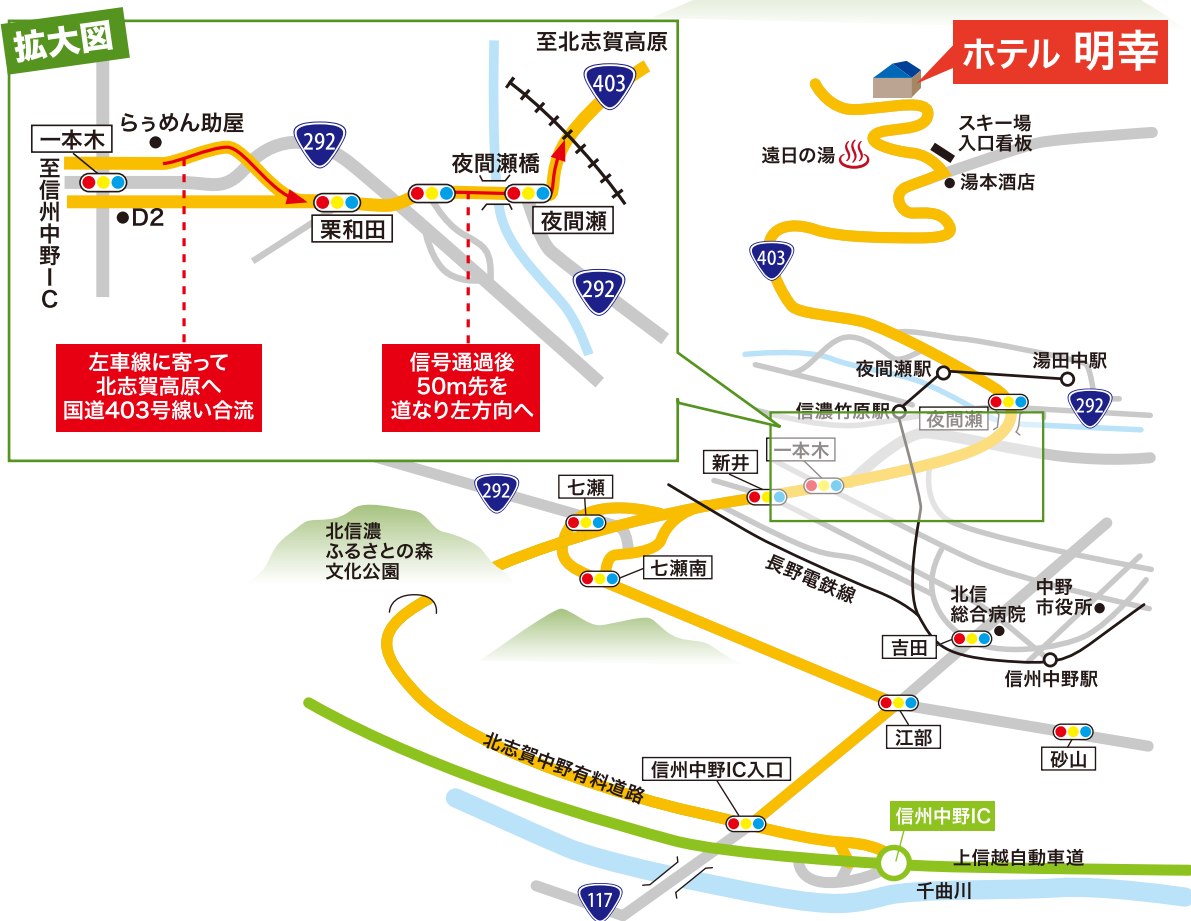 拡大図
至北志賀高原
403
らぅめん助屋
292
一本木
夜間瀬橋
至信州中野IC
D2
栗和田
夜間瀬
292
左車線に寄って
北志賀高原へ
国道403号線い合流
信号通過後
50m先を
道なり左方向へ
ホテル 明幸
スキー場
入口看板
遠日の湯
湯本酒店
403
夜間瀬駅
湯田中駅
292
信濃竹原駅
夜間瀬
一本木
新井
292
七瀬
北信濃
ふるさとの森
文化公園
七瀬南
長野電鉄線
北信
総合病院
中野
市役所
吉田
信州中野駅
江部
砂山
北志賀中野有料道路
信州中野IC入口
信州中野IC
上信越自動車道
千曲川
117